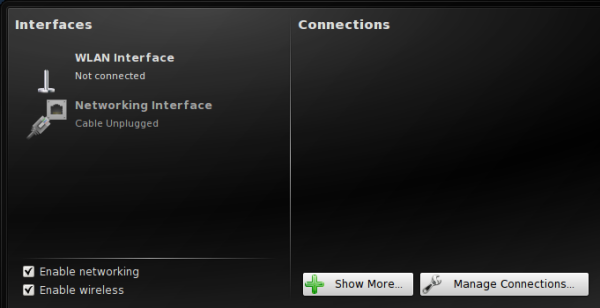 Interfaces
WLAN Interface
Not connected
Networking Interface
Cable Unplugged
Enable networking
Enable wireless
Connections
Show More...
Manage Connections...